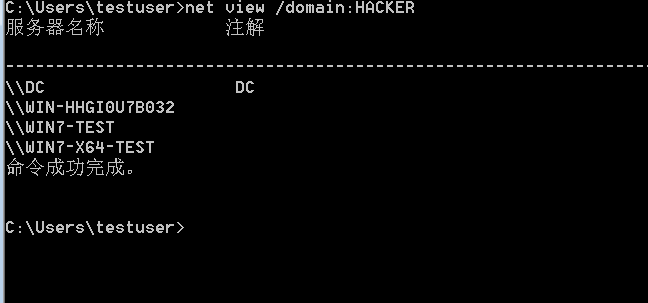 C:\Users\testuser>net view /domain:HACKER
服务器名称            注解
-------------------------------------------------------------------------------
\\DC                   DC
\\WIN-HHGI0U7B032
\\WIN7-TEST
\\WIN7-X64-TEST
命令成功完成。
C:\Users\testuser>